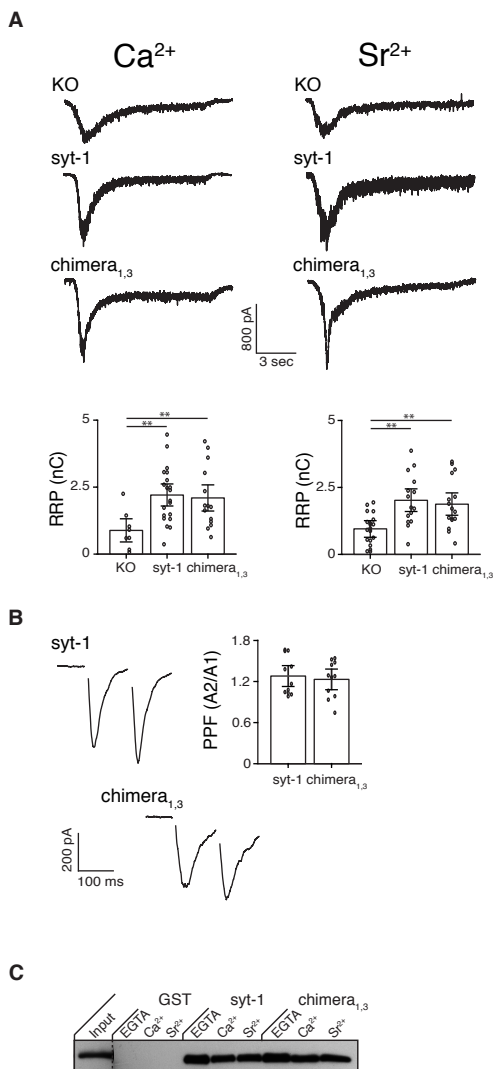 A
Ca2+ Sr2+
KO
syt-1 syt-1
chimera1,3 chimera1,3
800 pA
3 sec
** **
** **
5 5
RRP (nC) RRP (nC)
2.5 2.5
0 0
KO syt-1 chimera1,3 KO syt-1 chimera1,3
B
syt-1
1.8
PPF (A2/A1)
1.2
0.6
0
syt-1 chimera1,3
chimera1,3
200 pA
100 ms
C
GST syt-1 chimera1,3
Input EGTA Ca2+ Sr2+ EGTA Ca2+ Sr2+ EGTA Ca2+ Sr2+